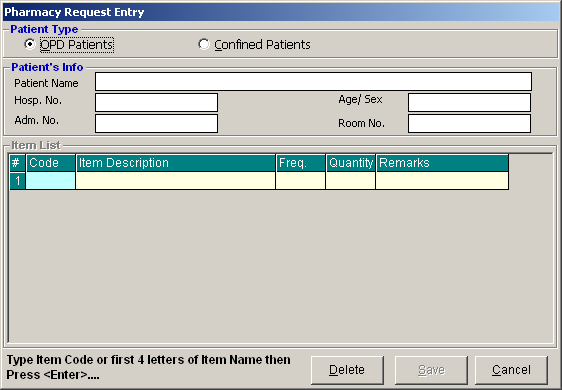 Pharmacy Request Entry
Patient Type
OPD Patients Confined Patients
Patient's Info
Patient Name
Hosp. No. Age/ Sex
Adm. No. Room No.
Item List
# Code Item Description Freq. Quantity Remarks
1
Type Item Code or first 4 letters of Item Name then
Press <Enter>....
Delete Save Cancel